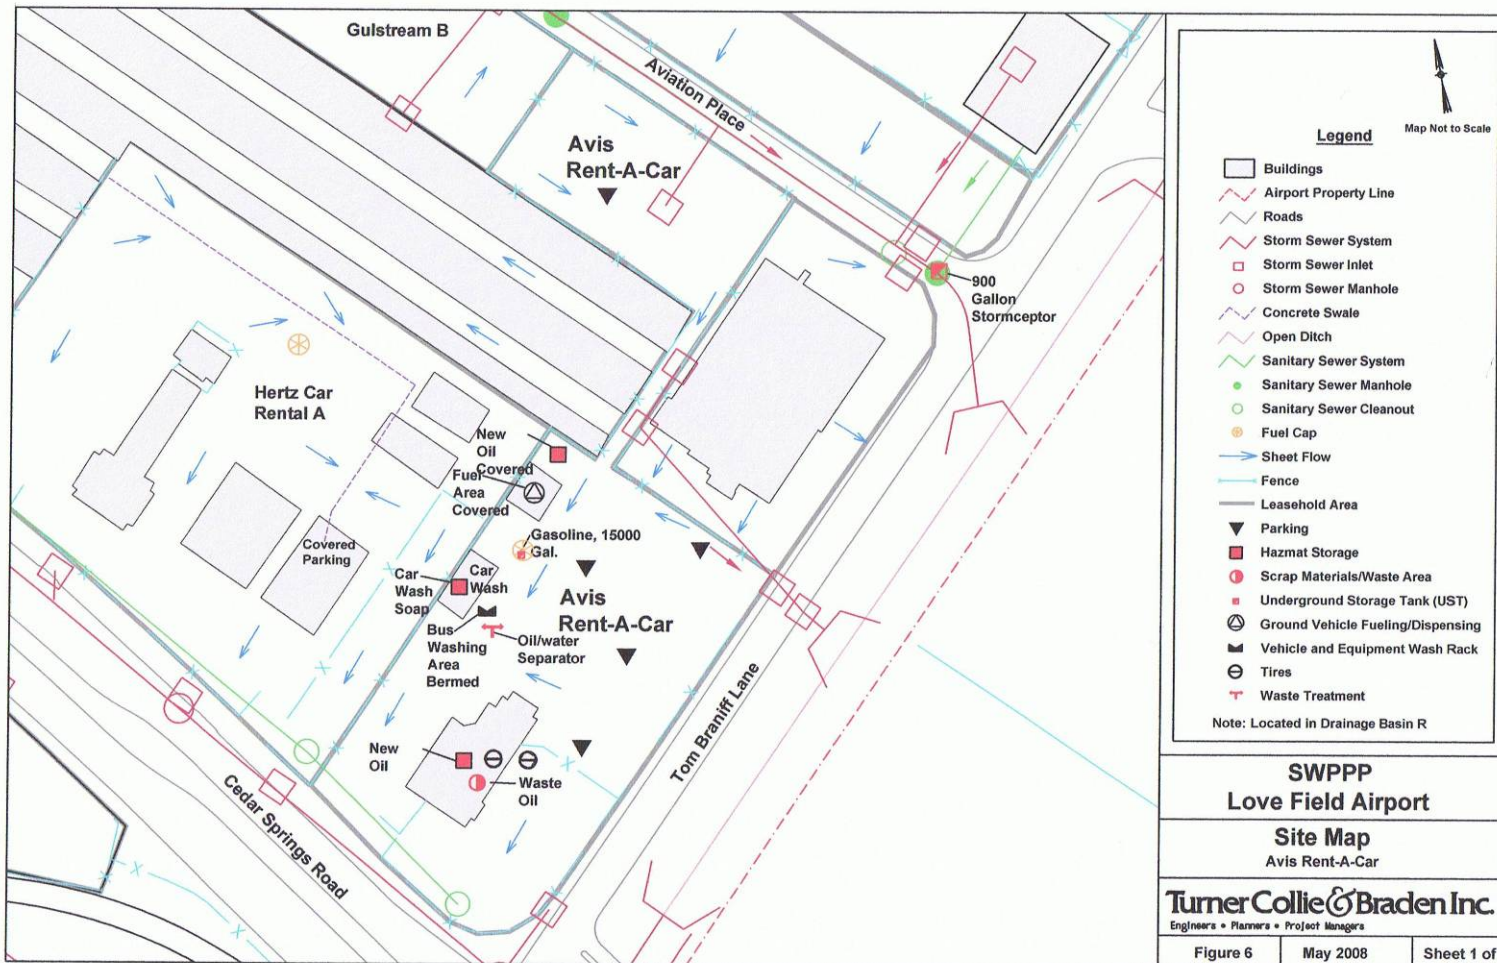 Gulstream B
Aviation Place
Avis
Rent-A-Car
900
Gallon
Stormceptor
Hertz Car
Rental A
New
Oil
Covered
Fuel
Area
Covered
Gasoline, 15000
Gal.
Covered
Parking
Car
Wash
Soap
Car
Wash
Avis
Rent-A-Car
Bus
Washing
Area
Bermed
Oil/water
Separator
New
Oil
Waste
Oil
Tom Braniff Lane
Cedar Springs Road
Map Not to Scale
Legend
Buildings
Airport Property Line
Roads
Storm Sewer System
Storm Sewer Inlet
Storm Sewer Manhole
Concrete Swale
Open Ditch
Sanitary Sewer System
Sanitary Sewer Manhole
Sanitary Sewer Cleanout
Fuel Cap
Sheet Flow
Fence
Leasehold Area
Parking
Hazmat Storage
Scrap Materials/Waste Area
Underground Storage Tank (UST)
Ground Vehicle Fueling/Dispensing
Vehicle and Equipment Wash Rack
Tires
Waste Treatment
Note: Located in Drainage Basin R
SWPPP
Love Field Airport
Site Map
Avis Rent-A-Car
Turner Collie & Braden Inc.
Engineers • Planners • Project Managers
Figure 6
May 2008
Sheet 1 of